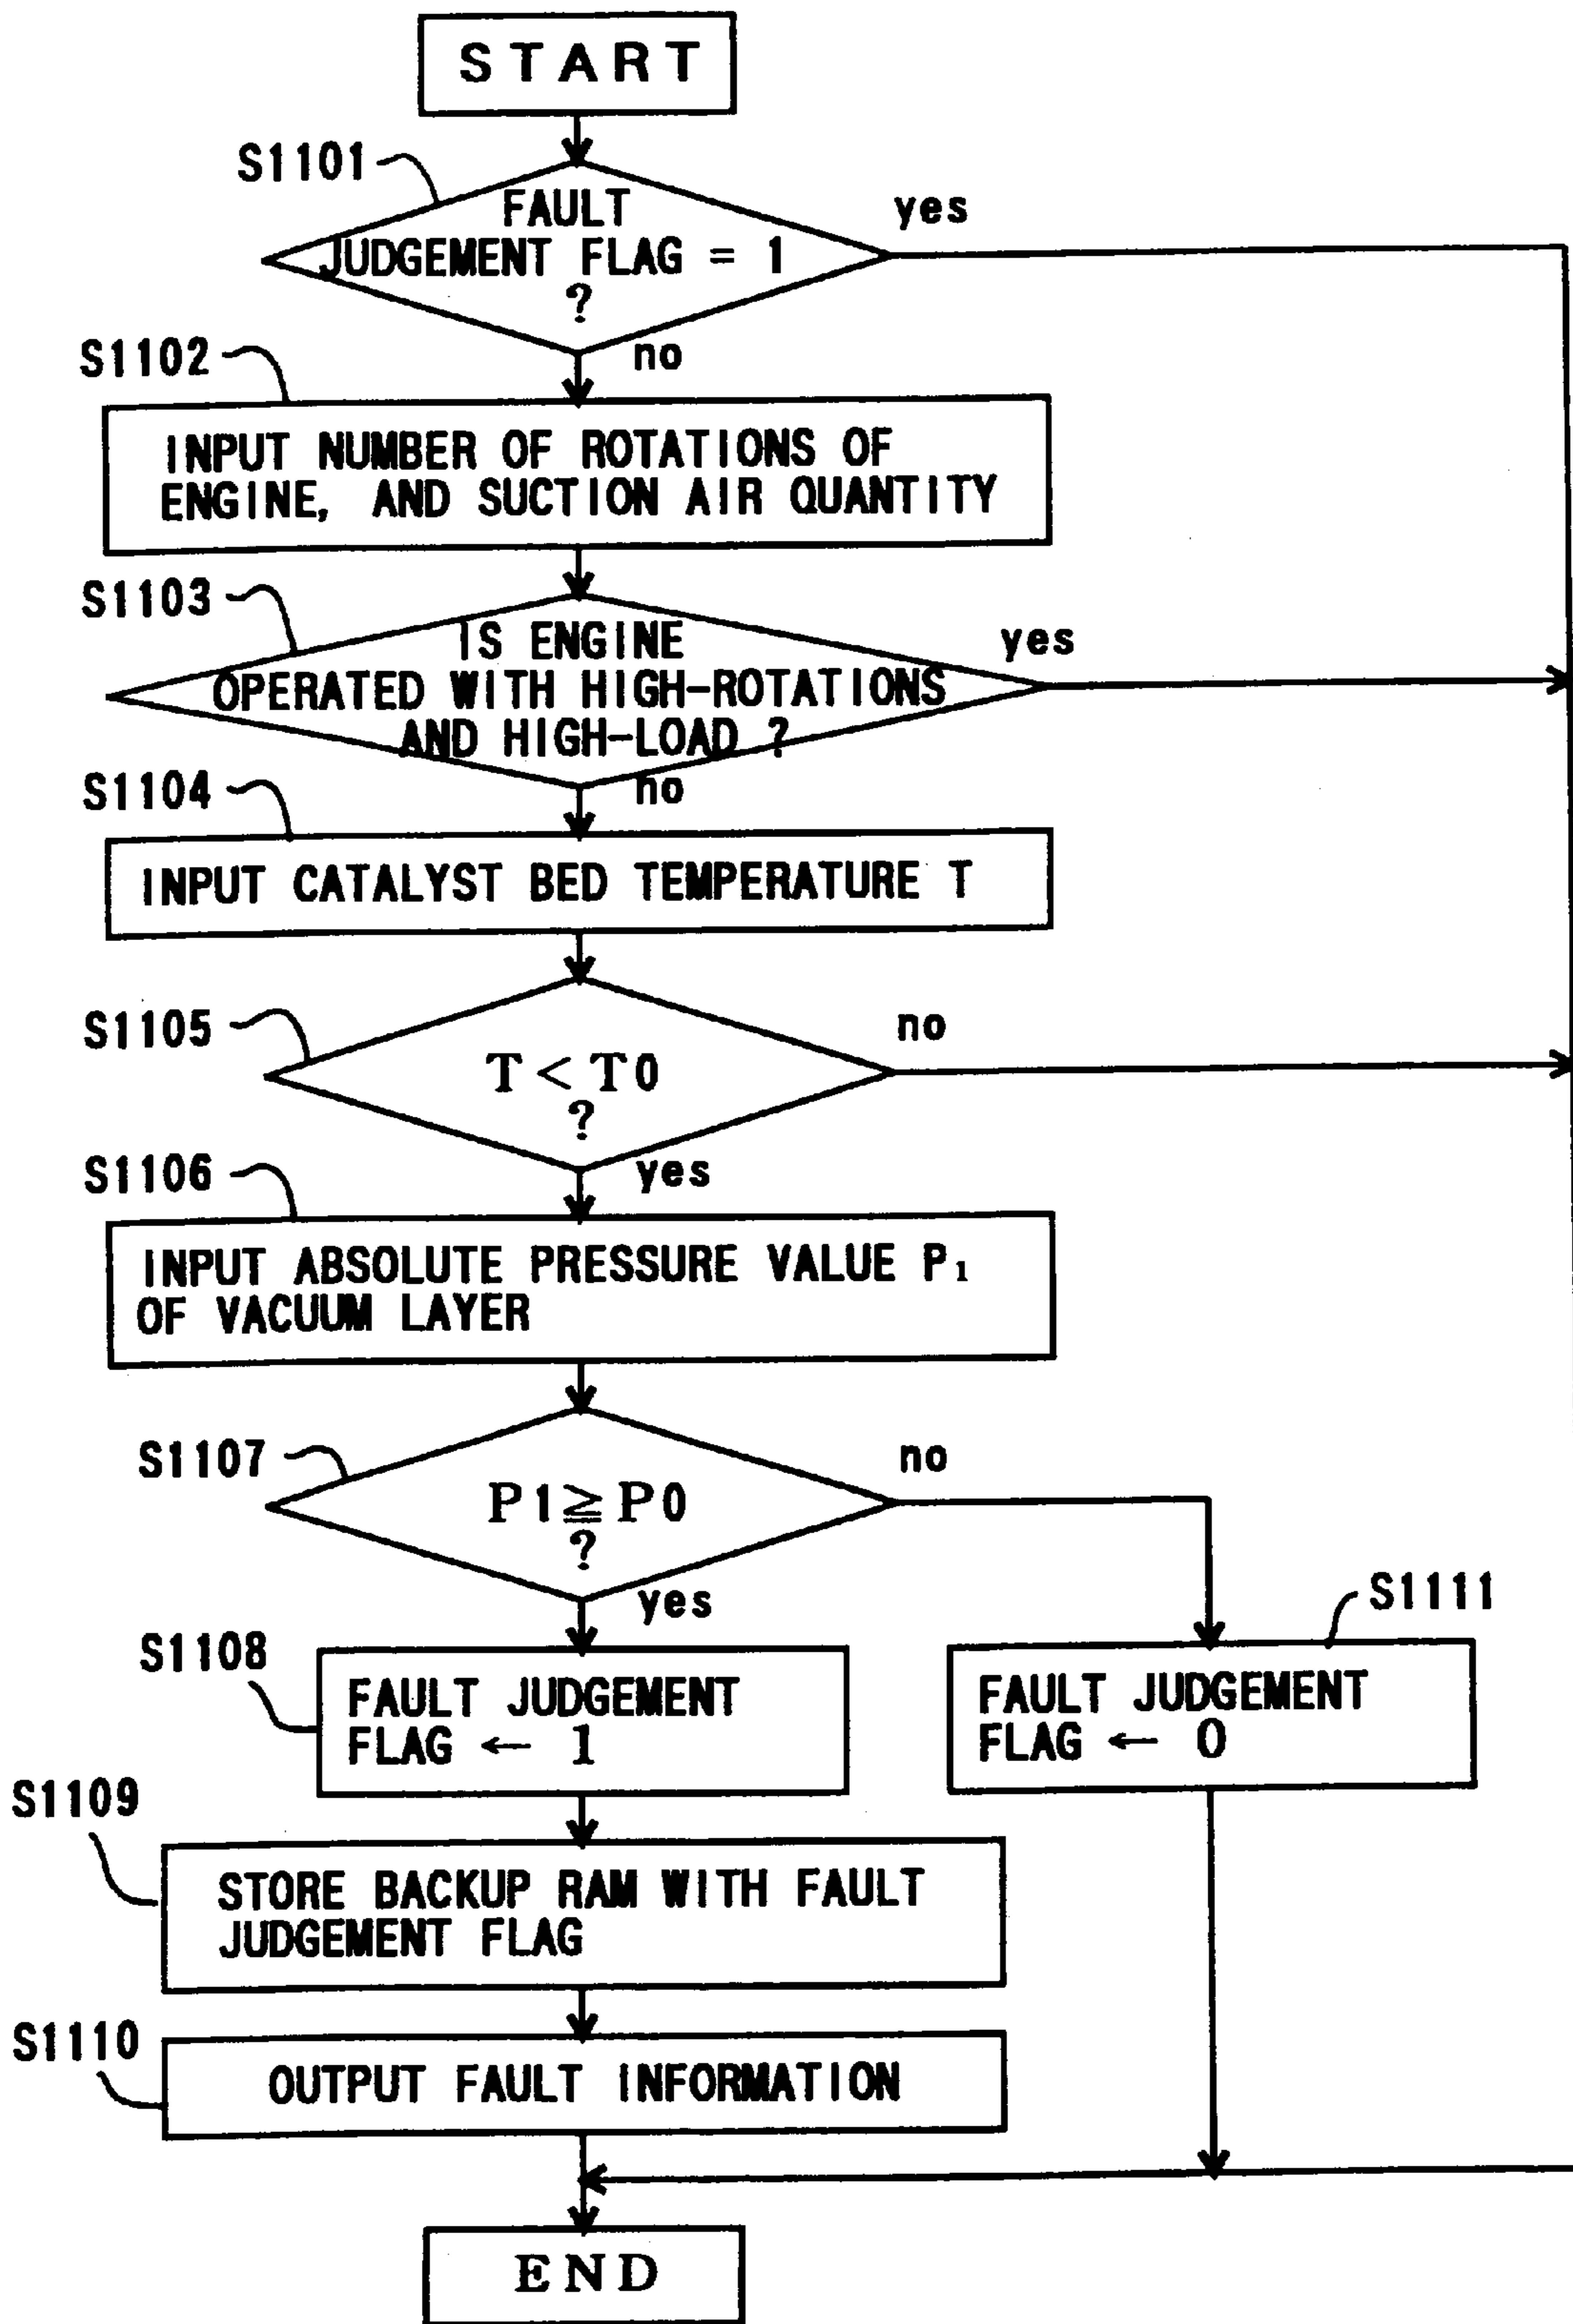 START
S1101
FAULT
JUDGEMENT FLAG = 1
?
yes
no
S1102
INPUT NUMBER OF ROTATIONS OF
ENGINE, AND SUCTION AIR QUANTITY
S1103
IS ENGINE
OPERATED WITH HIGH-ROTATIONS
AND HIGH-LOAD ?
yes
no
S1104
INPUT CATALYST BED TEMPERATURE T
S1105
T < T0
?
no
yes
S1106
INPUT ABSOLUTE PRESSURE VALUE P₁
OF VACUUM LAYER
S1107
P1 ≧ P0
?
no
yes
S1108
FAULT JUDGEMENT
FLAG ← 1
S1111
FAULT JUDGEMENT
FLAG ← 0
S1109
STORE BACKUP RAM WITH FAULT
JUDGEMENT FLAG
S1110
OUTPUT FAULT INFORMATION
END